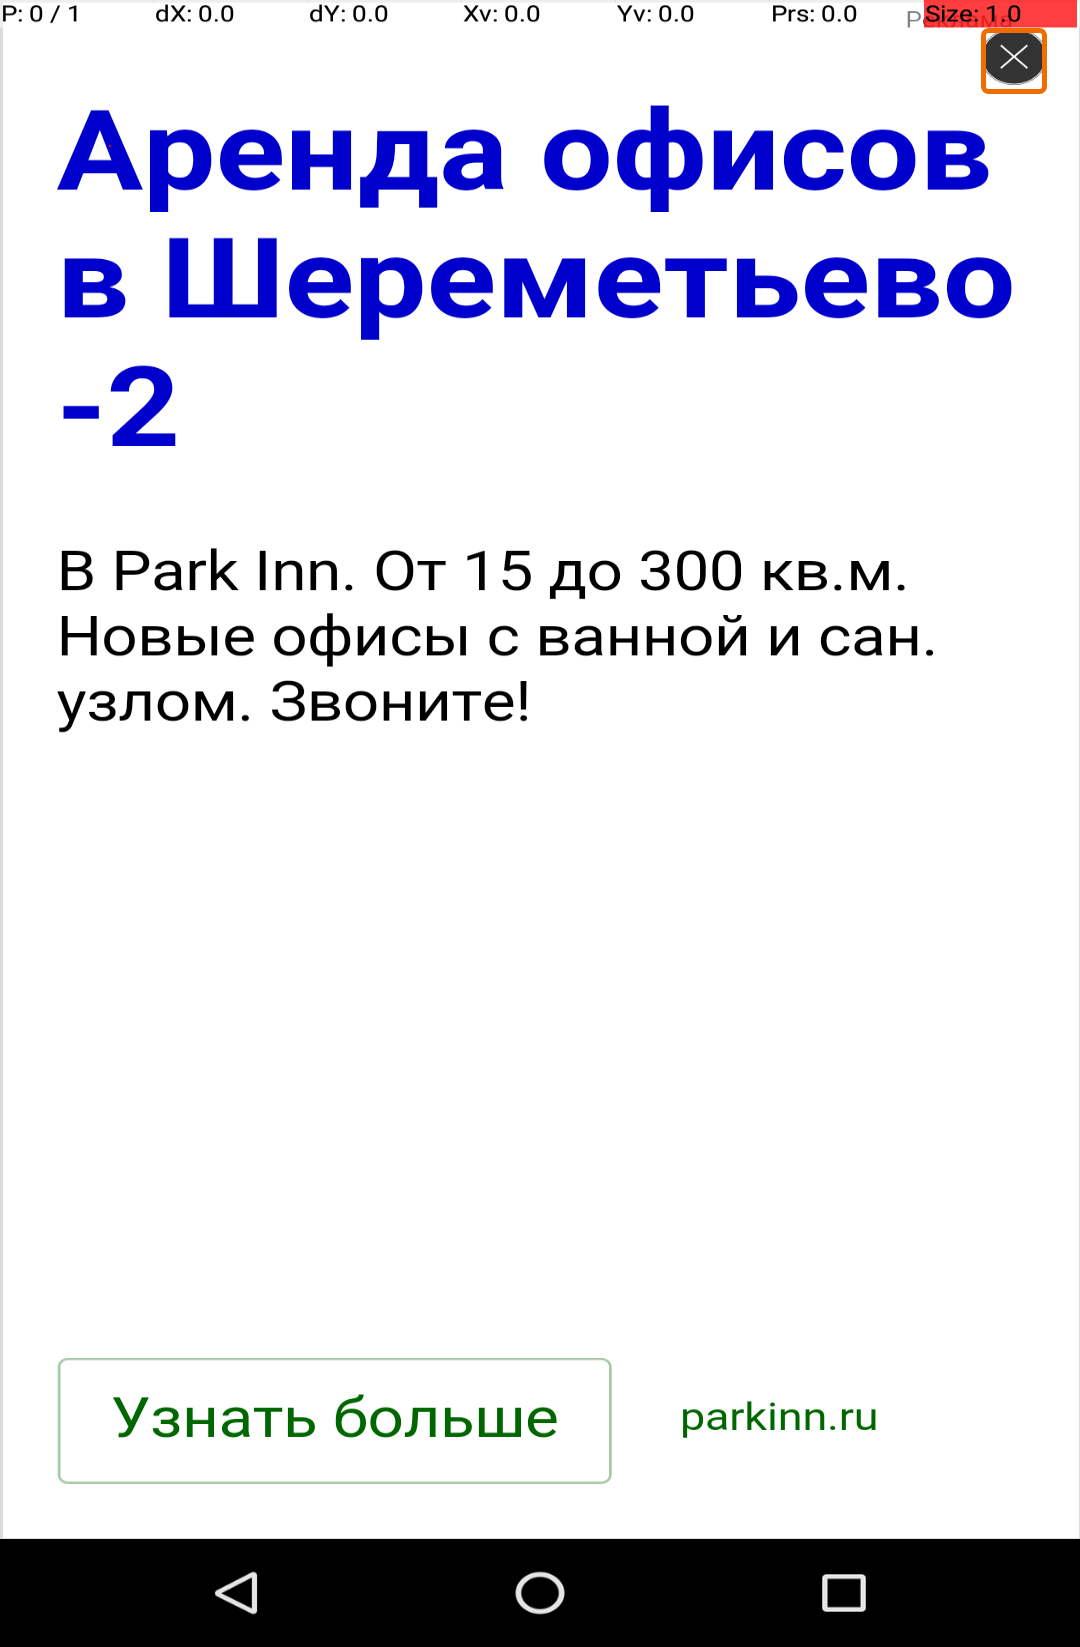 P: 0 / 1 dX: 0.0 dY: 0.0 Xv: 0.0 Yv: 0.0 Prs: 0.0 Size: 1.0
Реклама
Аренда офисов
в Шереметьево
-2
В Park Inn. От 15 до 300 кв.м.
Новые офисы с ванной и сан.
узлом. Звоните!
Узнать больше parkinn.ru